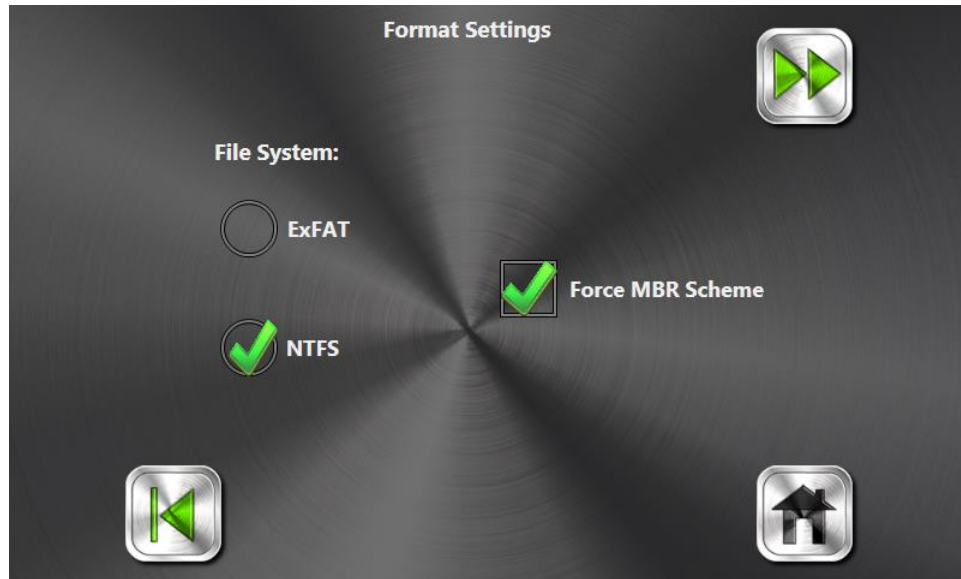 Format Settings
File System:
ExFAT
Force MBR Scheme
NTFS